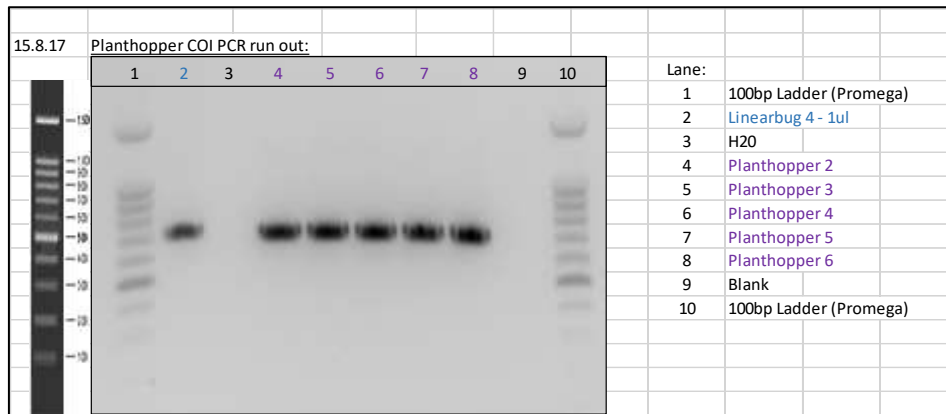 15.8.17 Planthopper COI PCR run out:
1 2 3 4 5 6 7 8 9 10
Lane:
1 100bp Ladder (Promega)
2 Linearbug 4 - 1ul
3 H20
4 Planthopper 2
5 Planthopper 3
6 Planthopper 4
7 Planthopper 5
8 Planthopper 6
9 Blank
10 100bp Ladder (Promega)